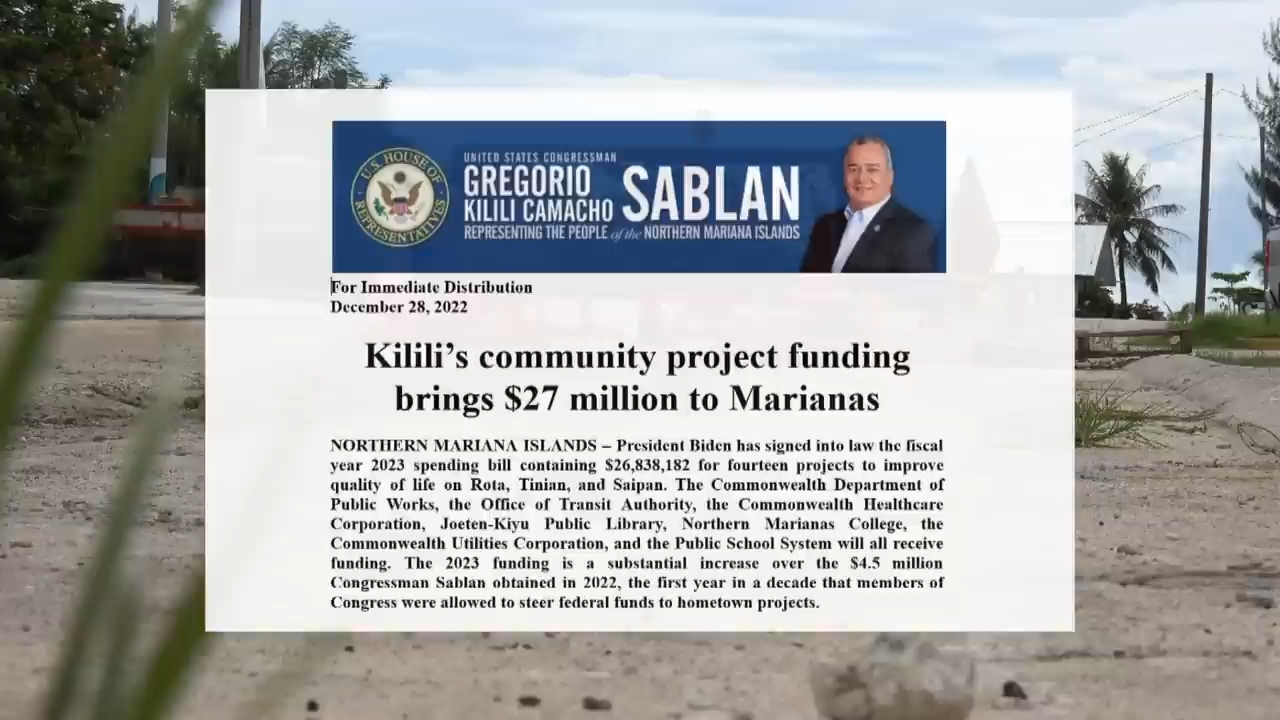 U.S. HOUSE OF
REPRESENTATIVES
UNITED STATES CONGRESSMAN
GREGORIO
KILILI CAMACHO
SABLAN
REPRESENTING THE PEOPLE of the NORTHERN MARIANA ISLANDS
For Immediate Distribution
December 28, 2022
Kilili’s community project funding
brings $27 million to Marianas
NORTHERN MARIANA ISLANDS – President Biden has signed into law the fiscal
year 2023 spending bill containing $26,838,182 for fourteen projects to improve
quality of life on Rota, Tinian, and Saipan. The Commonwealth Department of
Public Works, the Office of Transit Authority, the Commonwealth Healthcare
Corporation, Joeten-Kiyu Public Library, Northern Marianas College, the
Commonwealth Utilities Corporation, and the Public School System will all receive
funding. The 2023 funding is a substantial increase over the $4.5 million
Congressman Sablan obtained in 2022, the first year in a decade that members of
Congress were allowed to steer federal funds to hometown projects.